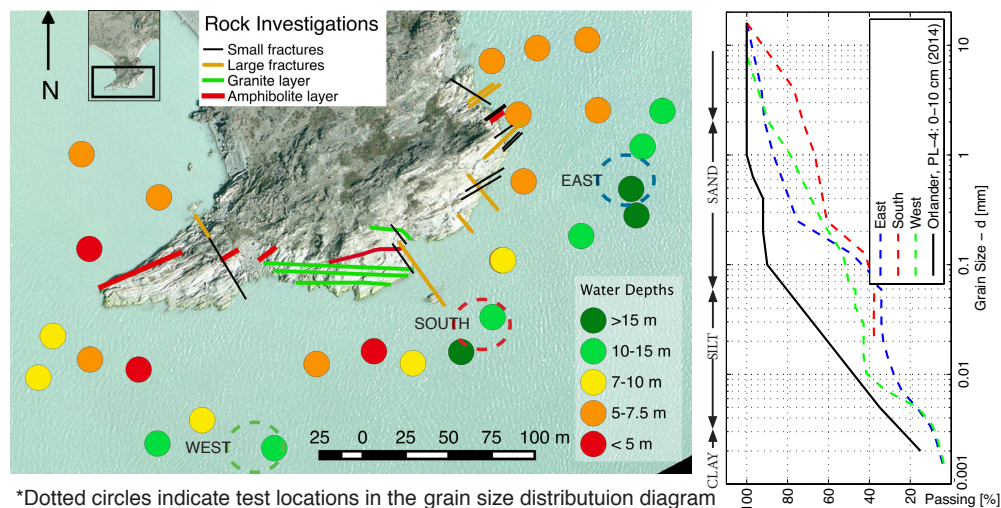 N
Rock Investigations
Small fractures
Large fractures
Granite layer
Amphibolite layer
EAST
SOUTH
WEST
Water Depths
>15 m
10-15 m
7-10 m
5-7.5 m
< 5 m
25 0 25 50 100 m
*Dotted circles indicate test locations in the grain size distributuion diagram
CLAY
SILT
SAND
East
South
West
Orlander, PL–4: 0–10 cm (2014)
10
1
0.1
0.01
0.001
Grain Size – d [mm]
100 80 60 40 20
Passing [%]